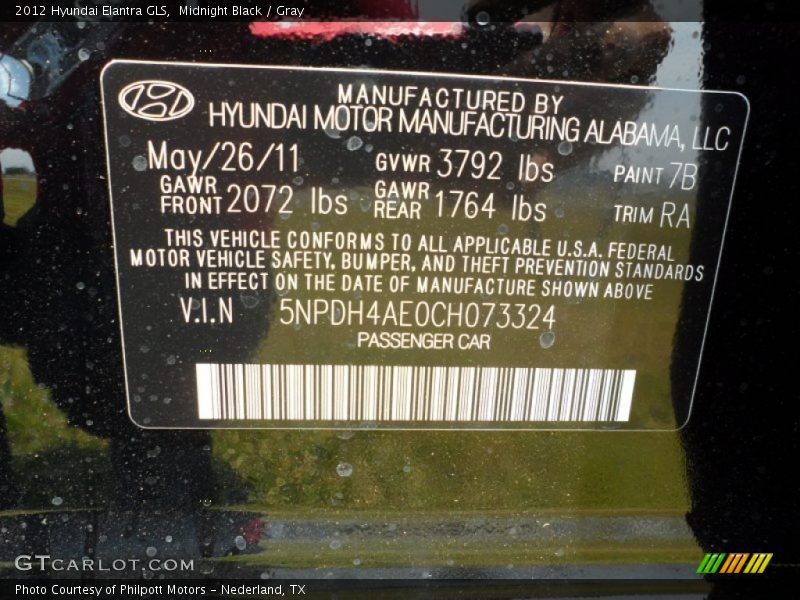 2012 Hyundai Elantra GLS, Midnight Black / Gray
MANUFACTURED BY
HYUNDAI MOTOR MANUFACTURING ALABAMA, LLC
May/26/11 GVWR 3792 lbs PAINT 7B
GAWR FRONT 2072 lbs GAWR REAR 1764 lbs TRIM RA
THIS VEHICLE CONFORMS TO ALL APPLICABLE U.S.A. FEDERAL
MOTOR VEHICLE SAFETY, BUMPER, AND THEFT PREVENTION STANDARDS
IN EFFECT ON THE DATE OF MANUFACTURE SHOWN ABOVE
V.I.N 5NPDH4AE0CH073324
PASSENGER CAR
GTCARLOT.COM
Photo Courtesy of Philpott Motors - Nederland, TX